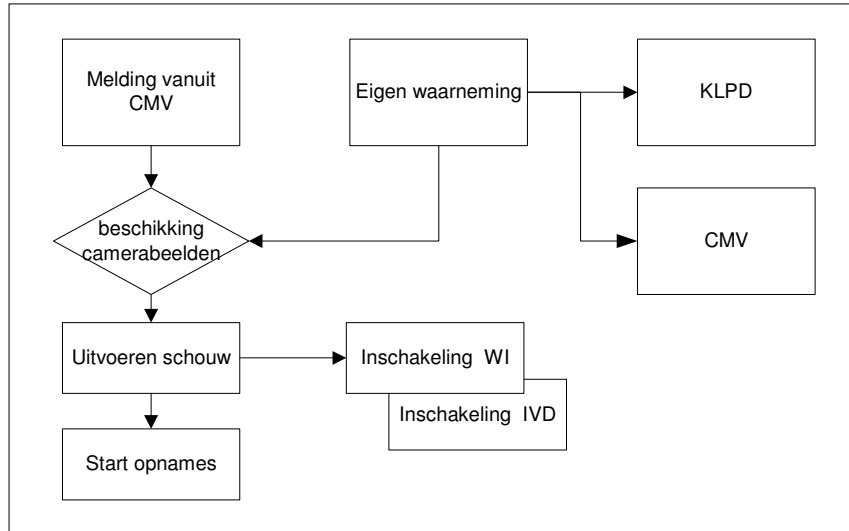 Melding vanuit
CMV
Eigen waarneming
KLPD
beschikking
camerabeelden
CMV
Uitvoeren schouw
Inschakeling WI
Inschakeling IVD
Start opnames